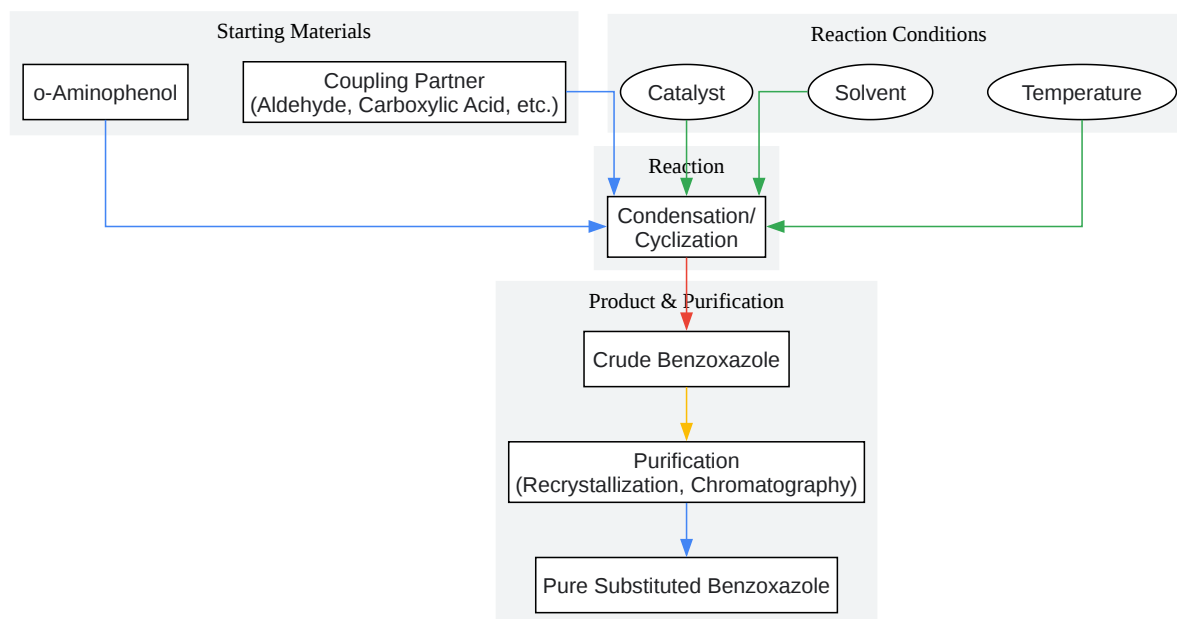 Starting Materials
o-Aminophenol
Coupling Partner
(Aldehyde, Carboxylic Acid, etc.)
Reaction Conditions
Catalyst
Solvent
Temperature
Reaction
Condensation/
Cyclization
Product & Purification
Crude Benzoxazole
Purification
(Recrystallization, Chromatography)
Pure Substituted Benzoxazole